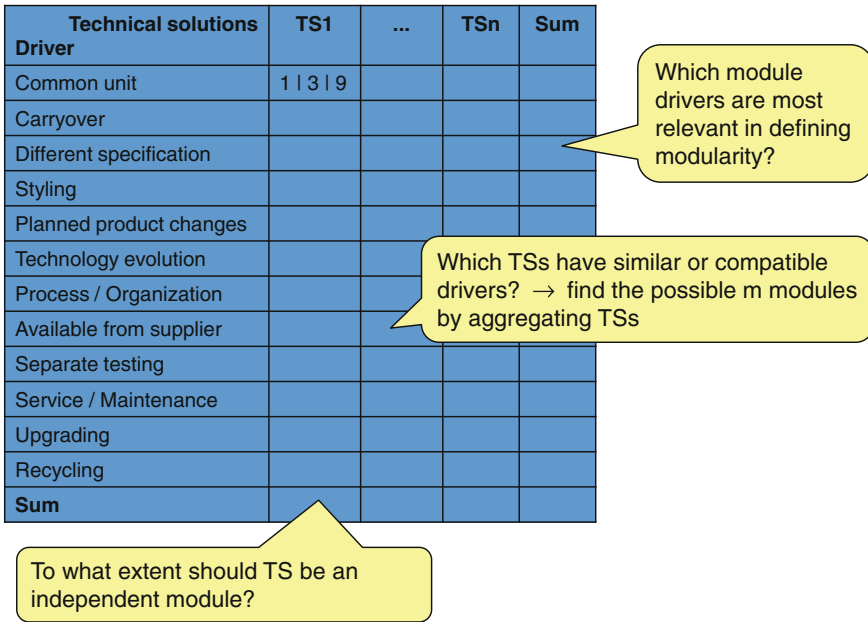 Technical solutions TS1 ... TSn Sum
Driver
Common unit 1 | 3 | 9
Carryover
Different specification
Styling
Planned product changes
Technology evolution
Process / Organization
Available from supplier
Separate testing
Service / Maintenance
Upgrading
Recycling
Sum
Which module
drivers are most
relevant in defining
modularity?
Which TSs have similar or compatible
drivers? → find the possible m modules
by aggregating TSs
To what extent should TS be an
independent module?